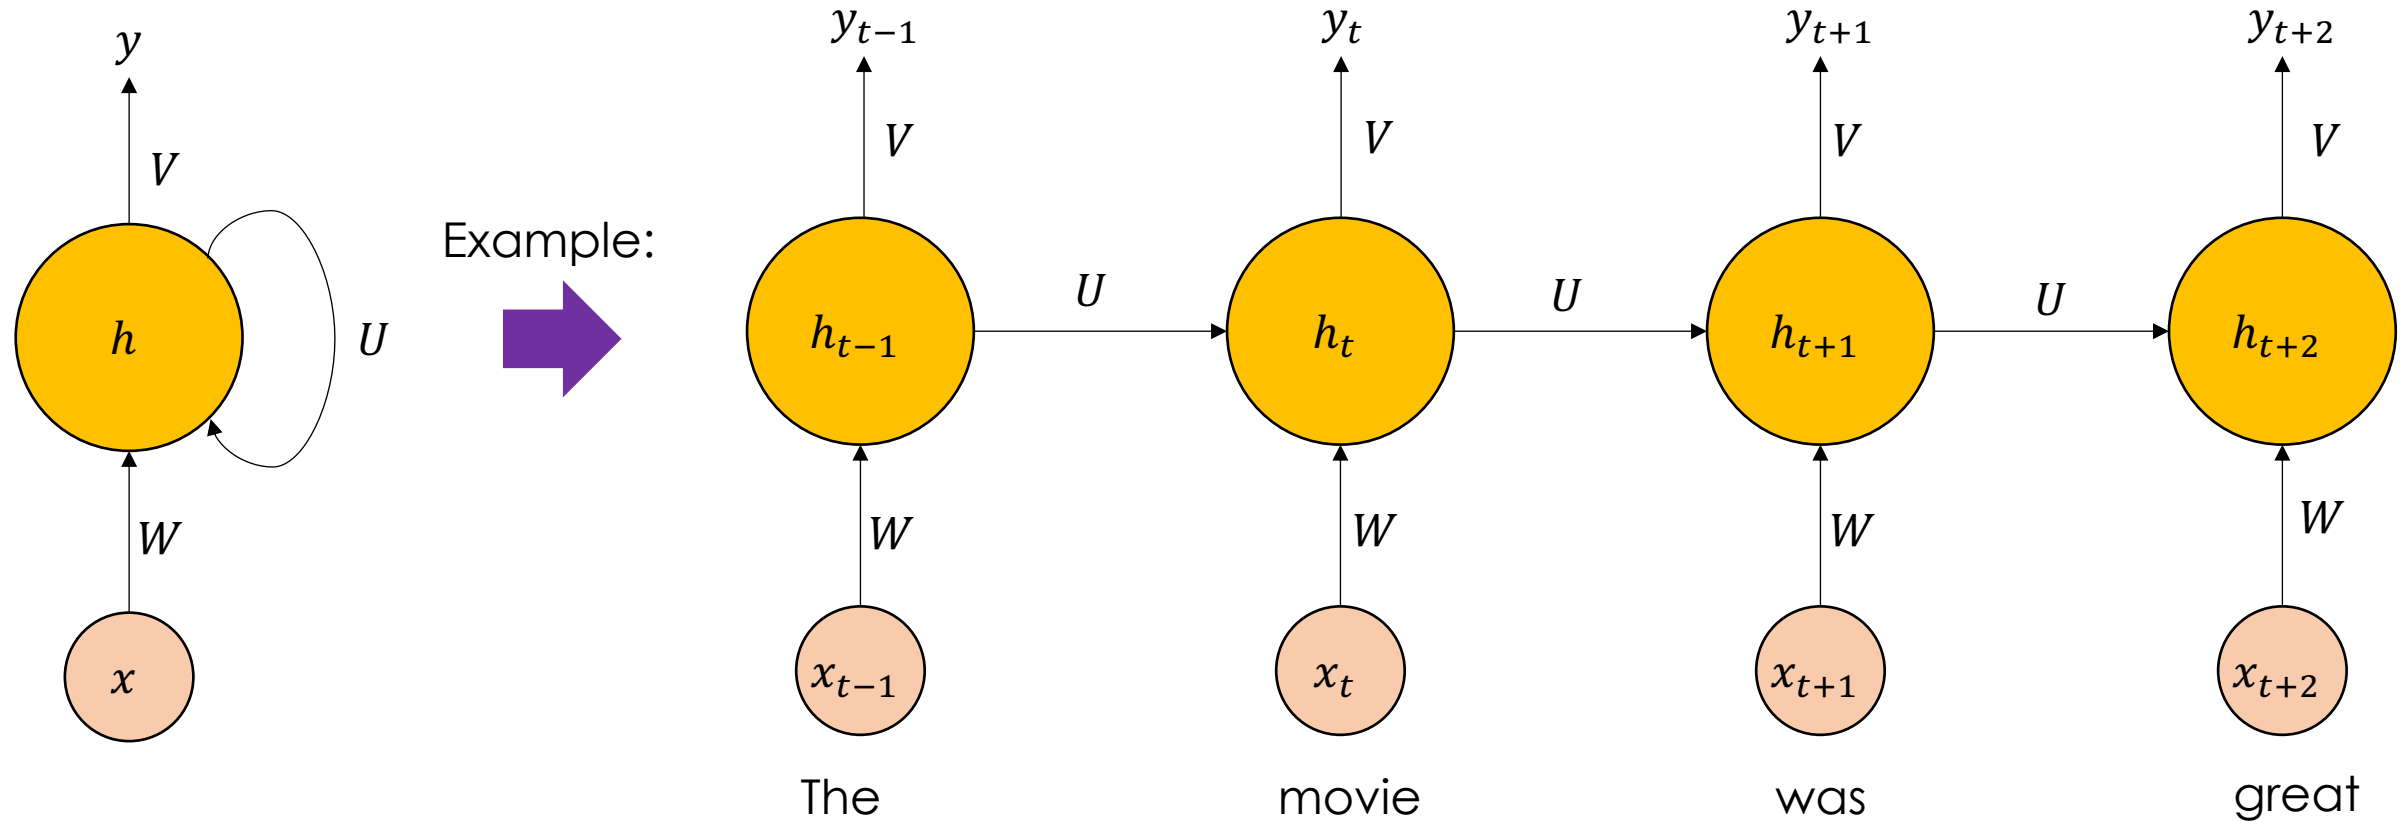 y
V
h
U
W
x
Example:
y_{t−1} y_t y_{t+1} y_{t+2}
V V V V
U U U
h_{t−1} h_t h_{t+1} h_{t+2}
W W W W
x_{t−1} x_t x_{t+1} x_{t+2}
The movie was great